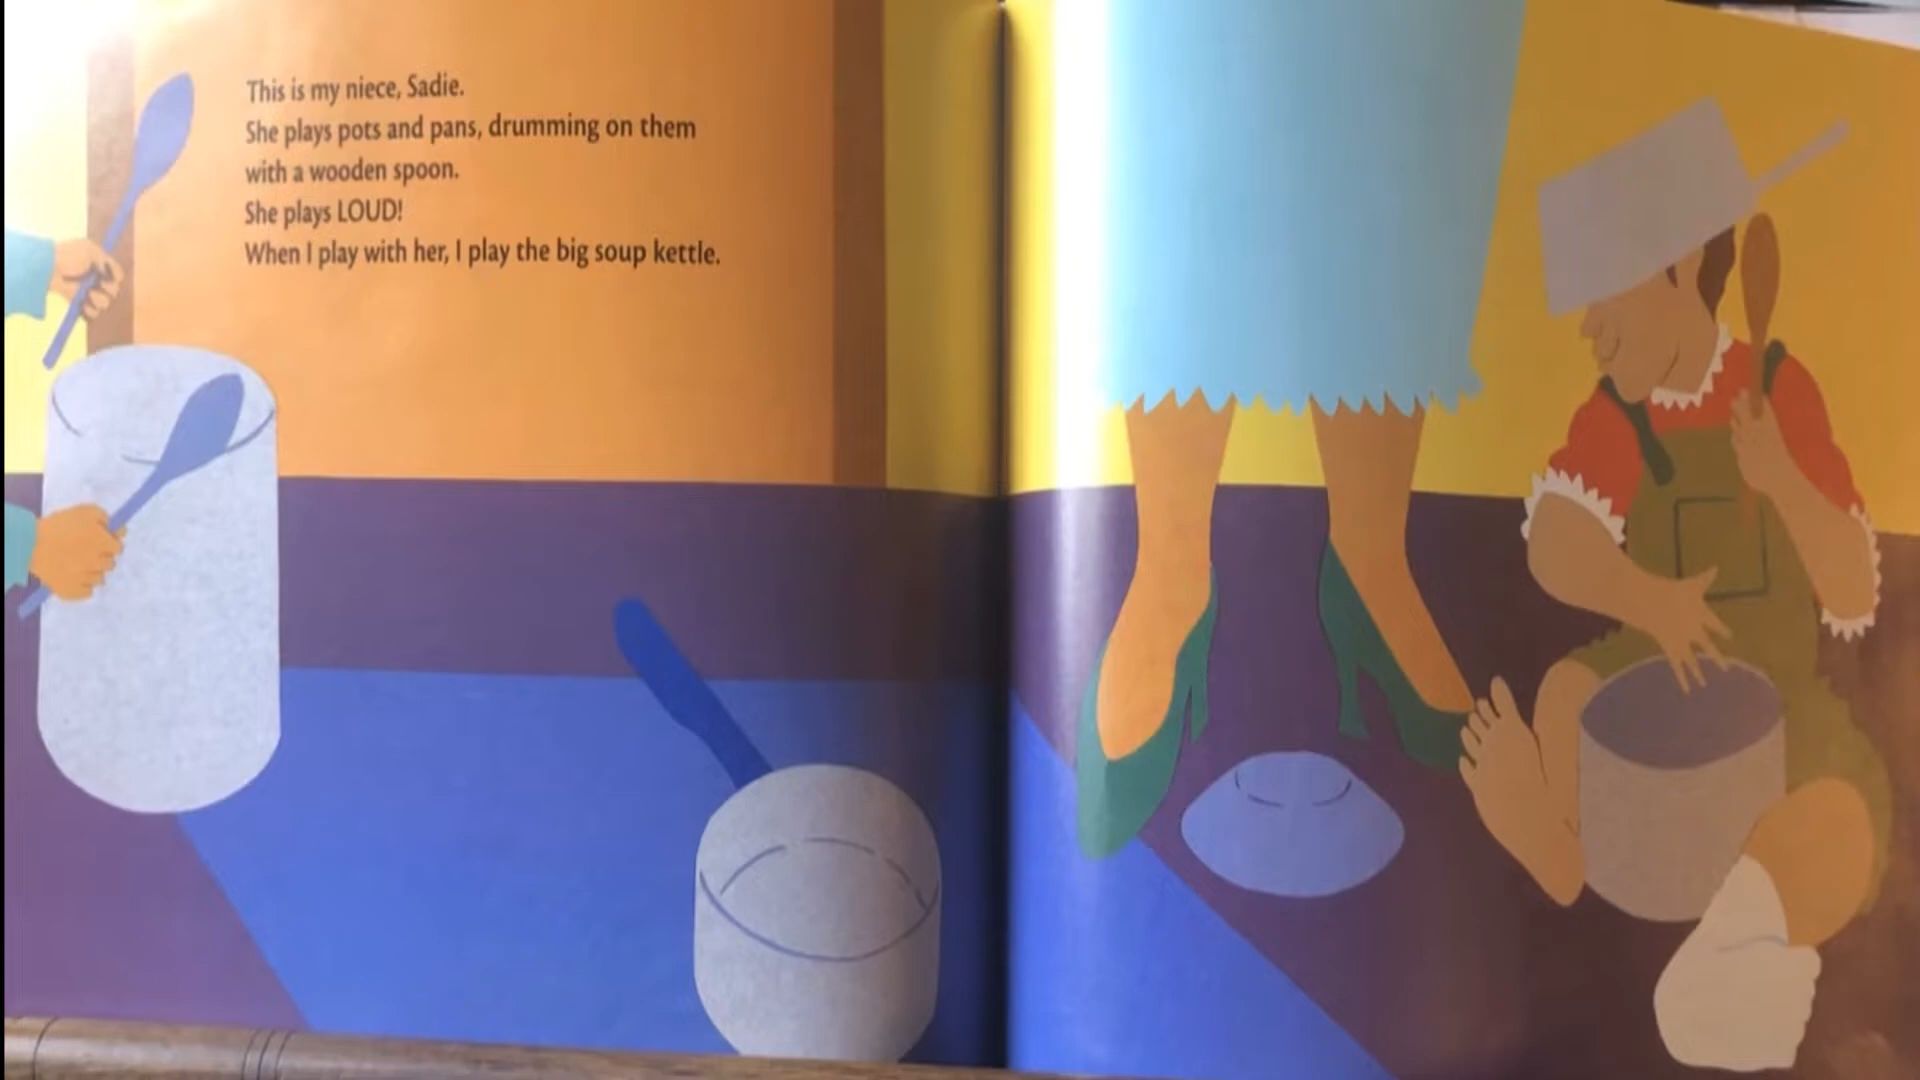 This is my niece, Sadie.
She plays pots and pans, drumming on them
with a wooden spoon.
She plays LOUD!
When I play with her, I play the big soup kettle.